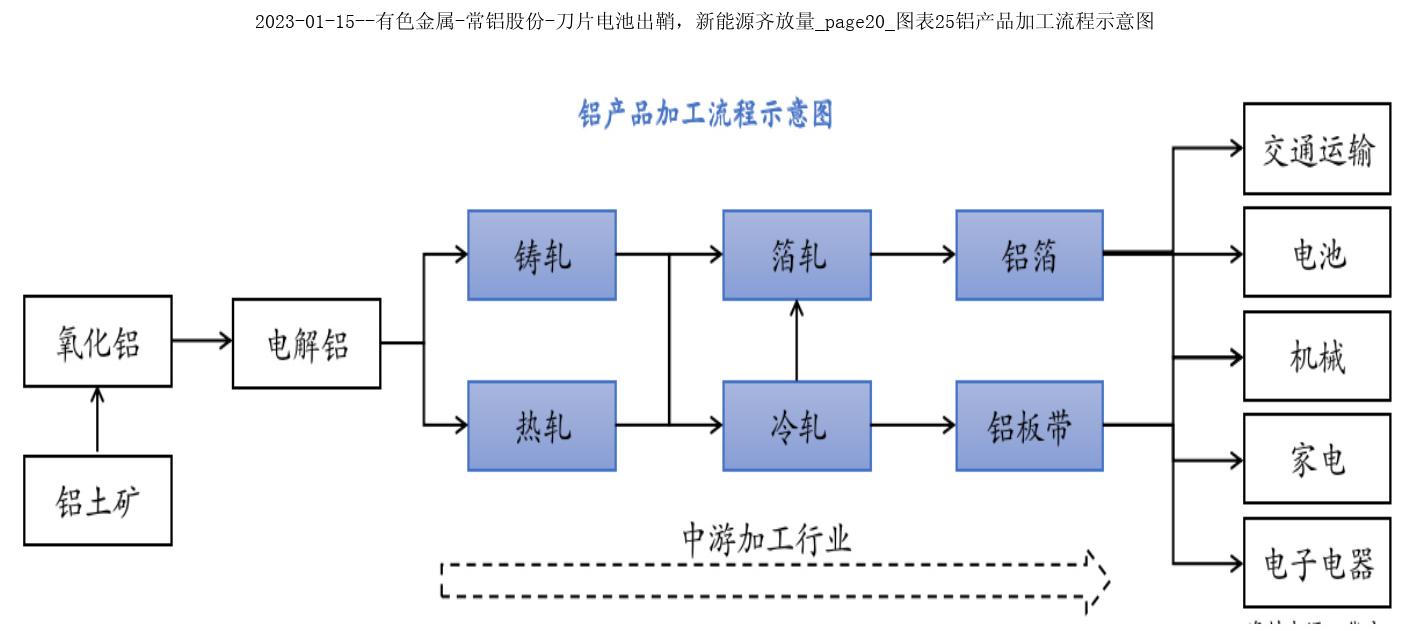 2023-01-15--有色金属-常铝股份-刀片电池出鞘，新能源齐放量_page20_图表25铝产品加工流程示意图
铝产品加工流程示意图
交通运输
铸轧
箔轧
铝箔
电池
氧化铝
电解铝
机械
热轧
冷轧
铝板带
家电
铝土矿
中游加工行业
电子电器